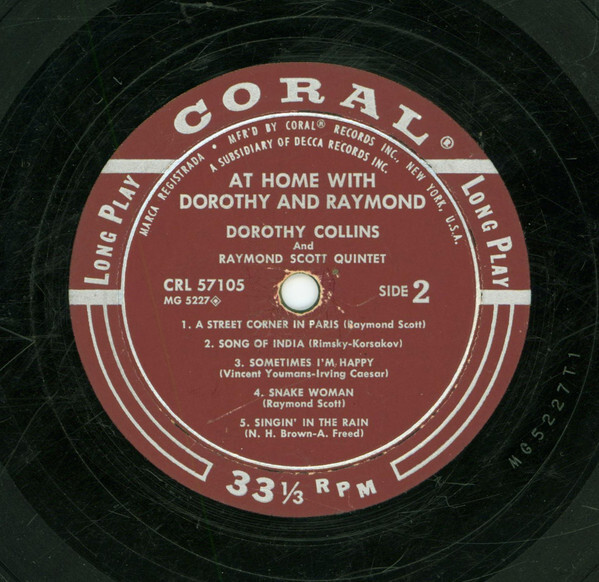 CORAL®
MARCA REGISTRADA • MFR'D BY CORAL® RECORDS INC., NEW YORK, U.S.A.
A SUBSIDIARY OF DECCA RECORDS INC.
LONG PLAY
LONG PLAY
AT HOME WITH
DOROTHY AND RAYMOND
DOROTHY COLLINS
And
RAYMOND SCOTT QUINTET
CRL 57105
MG 5227◈
SIDE 2
1. A STREET CORNER IN PARIS (Raymond Scott)
2. SONG OF INDIA (Rimsky-Korsakov)
3. SOMETIMES I'M HAPPY
(Vincent Youmans-Irving Caesar)
4. SNAKE WOMAN
(Raymond Scott)
5. SINGIN' IN THE RAIN
(N. H. Brown-A. Freed)
33⅓ RPM
MG5227T1